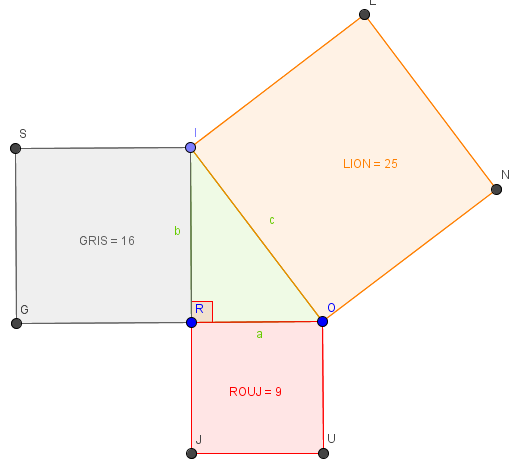 L
S
I
LION = 25
N
c
b
GRIS = 16
G
R
O
a
ROUJ = 9
J
U